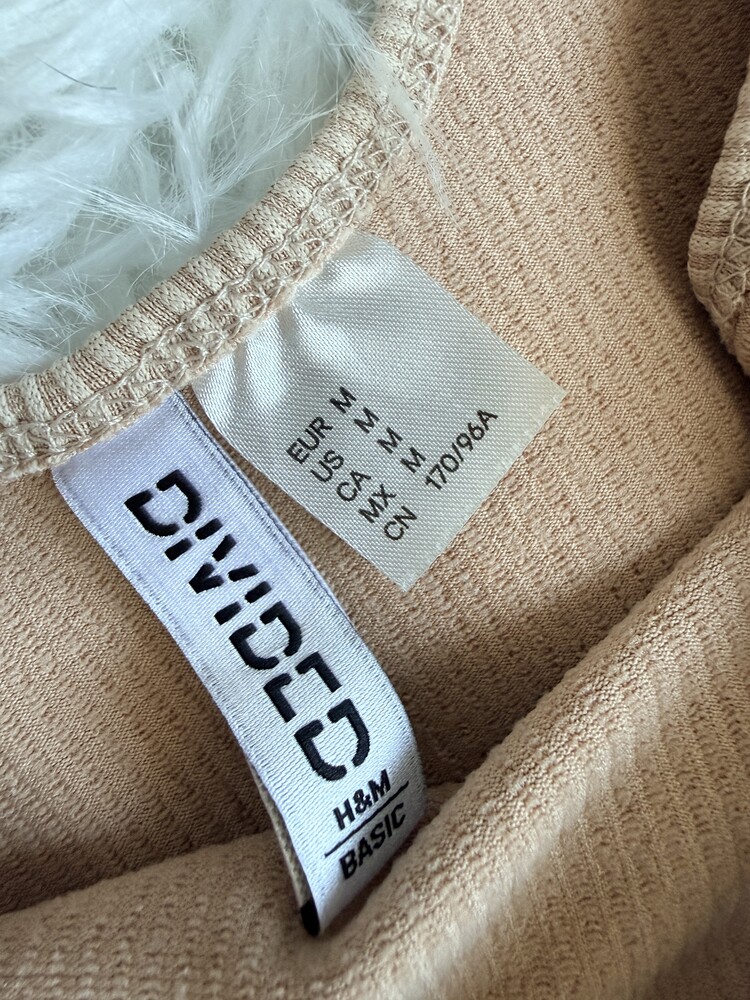 EUR M
US M
CA M
MX M
CN 170/96A
DIVIDED
H&M
BASIC